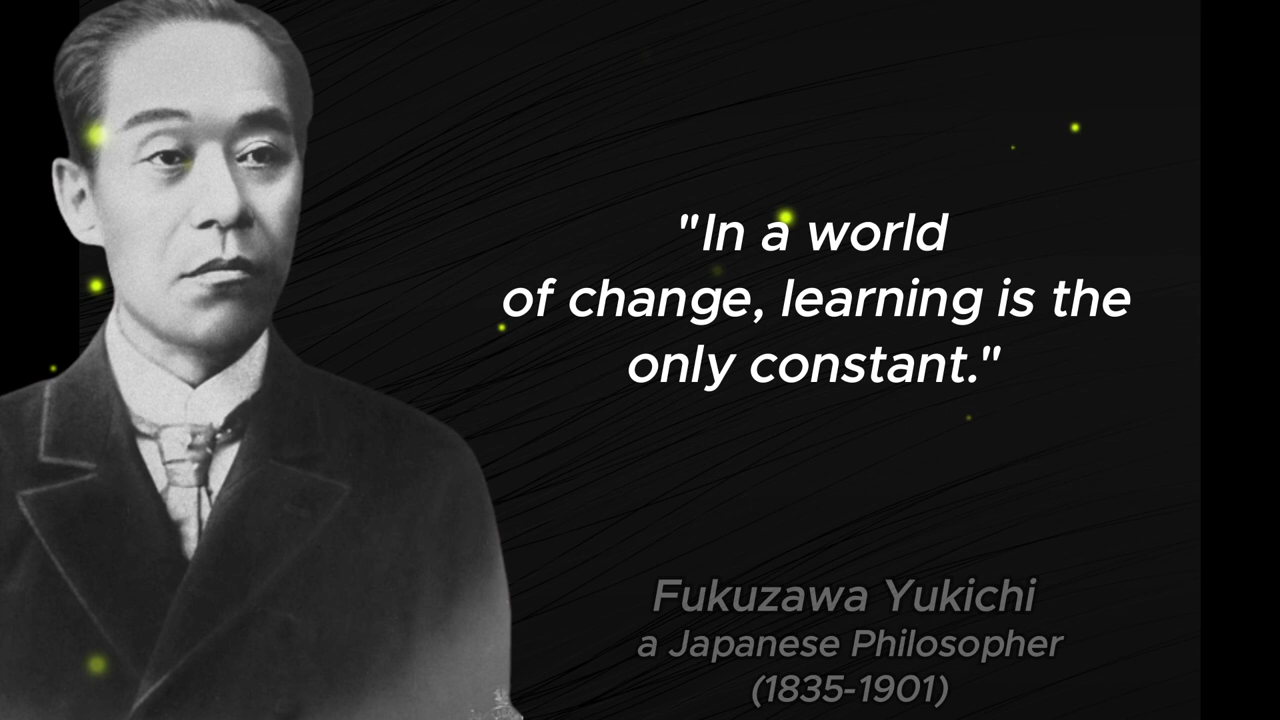 "In a world
of change, learning is the
only constant."
Fukuzawa Yukichi
a Japanese Philosopher
(1835-1901)